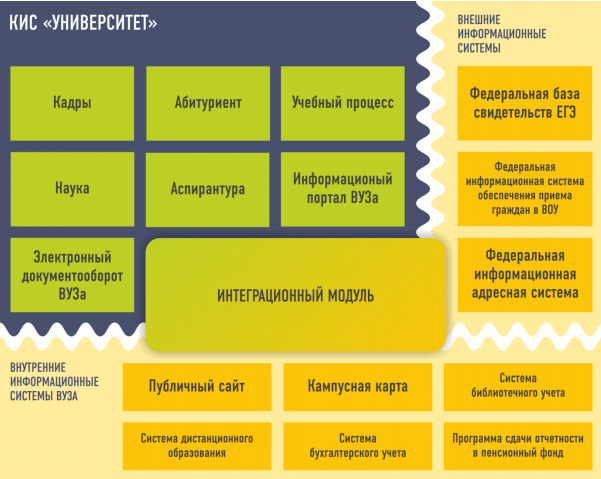 КИС «УНИВЕРСИТЕТ»
Кадры
Абитуриент
Учебный процесс
Наука
Аспирантура
Информационый
портал ВУЗа
Электронный
документооборот
ВУЗа
ИНТЕГРАЦИОННЫЙ МОДУЛЬ
ВНЕШНИЕ
ИНФОРМАЦИОННЫЕ
СИСТЕМЫ
Федеральная база
свидетельств ЕГЭ
Федеральная
информационная система
обеспечения приема
граждан в ВОУ
Федеральная
информационная
адресная система
ВНУТРЕННИЕ
ИНФОРМАЦИОННЫЕ
СИСТЕМЫ ВУЗА
Публичный сайт
Кампусная карта
Система
библиотечного учета
Система дистанционного
образования
Система
бухгалтерского учета
Программа сдачи отчетности
в пенсионный фонд